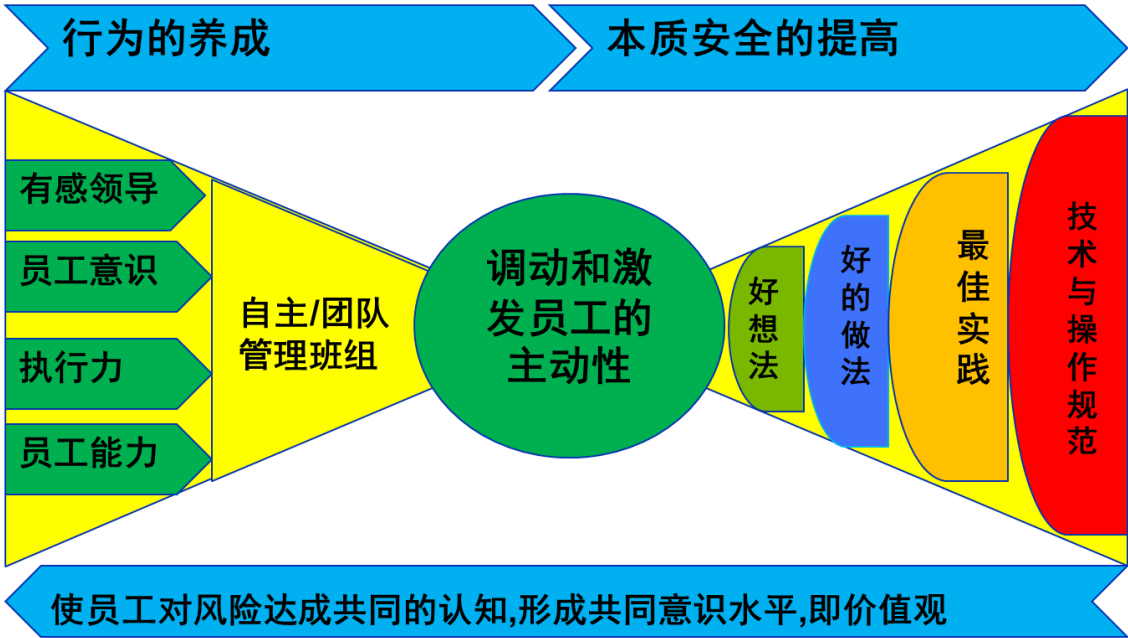 行为的养成
本质安全的提高
有感领导
员工意识
执行力
员工能力
自主/团队
管理班组
调动和激
发员工的
主动性
好想法
好的做法
最佳实践
技术与操作规范
使员工对风险达成共同的认知,形成共同意识水平,即价值观